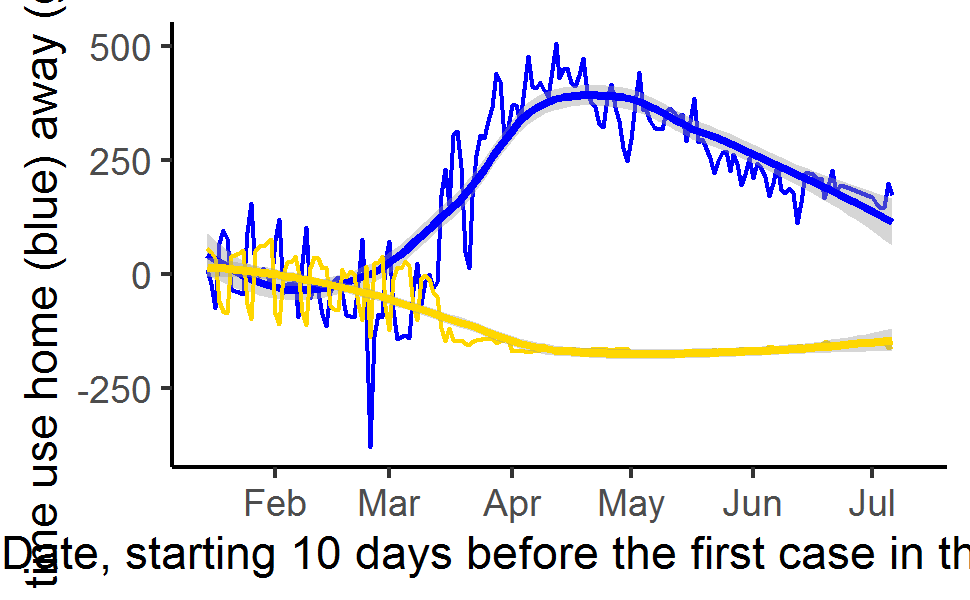 time use home (blue) away (
500
250
0
-250
Feb Mar Apr May Jun Jul
Date, starting 10 days before the first case in th